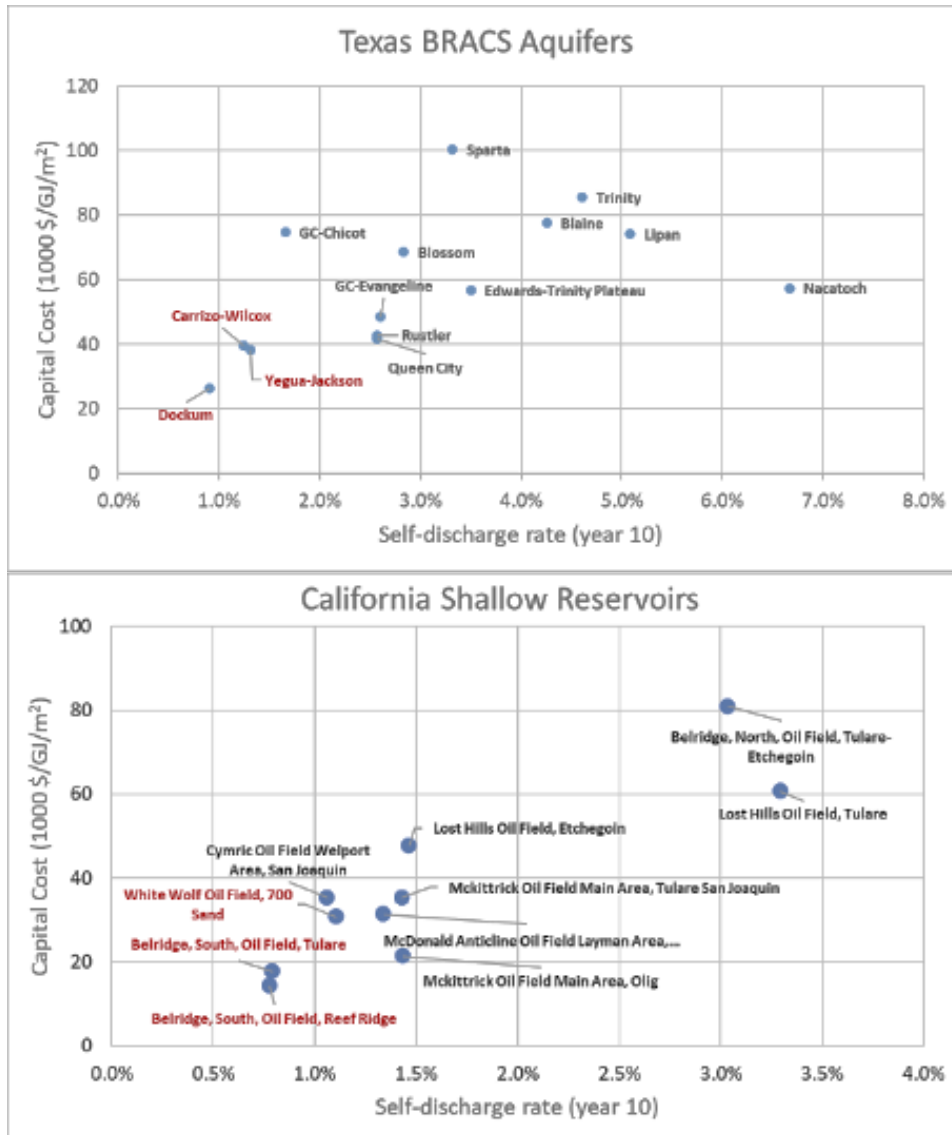 Texas BRACS Aquifers
Capital Cost (1000 $/GJ/m²)
120
100
80
60
40
20
0
Sparta
Trinity
Blaine
GC-Chicot
Lipan
Blossom
GC-Evangeline
Edwards-Trinity Plateau
Nacatoch
Carrizo-Wilcox
Rustler
Queen City
Yegua-Jackson
Dockum
0.0% 1.0% 2.0% 3.0% 4.0% 5.0% 6.0% 7.0% 8.0%
Self-discharge rate (year 10)
California Shallow Reservoirs
Capital Cost (1000 $/GJ/m²)
100
80
60
40
20
0
Belridge, North, Oil Field, Tulare-
Etchegoin
Lost Hills Oil Field, Tulare
Lost Hills Oil Field, Etchegoin
Cymric Oil Field Welport
Area, San Joaquin
White Wolf Oil Field, 700
Sand
Mckittrick Oil Field Main Area, Tulare San Joaquin
Belridge, South, Oil Field, Tulare
McDonald Anticline Oil Field Layman Area,...
Mckittrick Oil Field Main Area, Olig
Belridge, South, Oil Field, Reef Ridge
0.0% 0.5% 1.0% 1.5% 2.0% 2.5% 3.0% 3.5% 4.0%
Self-discharge rate (year 10)